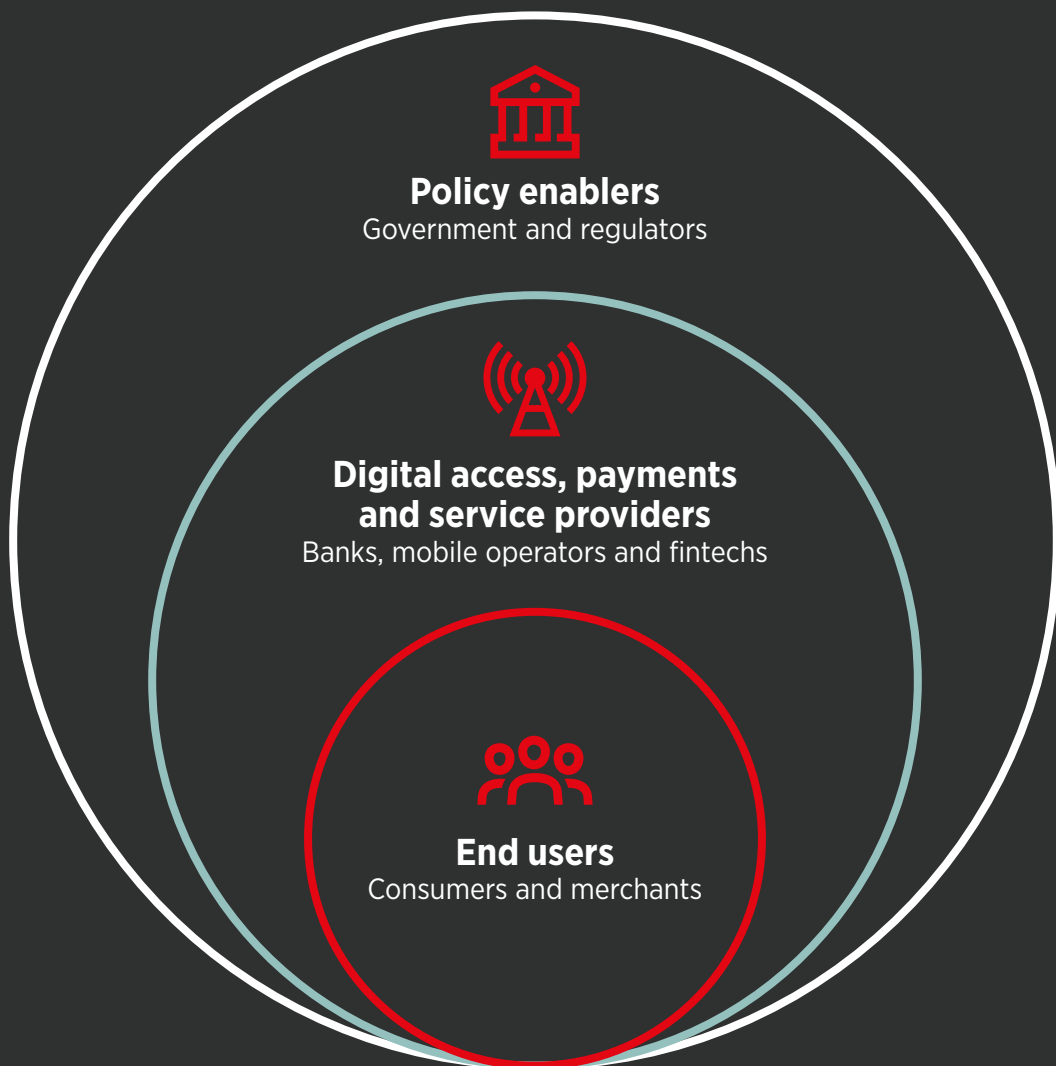 Policy enablers
Government and regulators
Digital access, payments
and service providers
Banks, mobile operators and fintechs
End users
Consumers and merchants